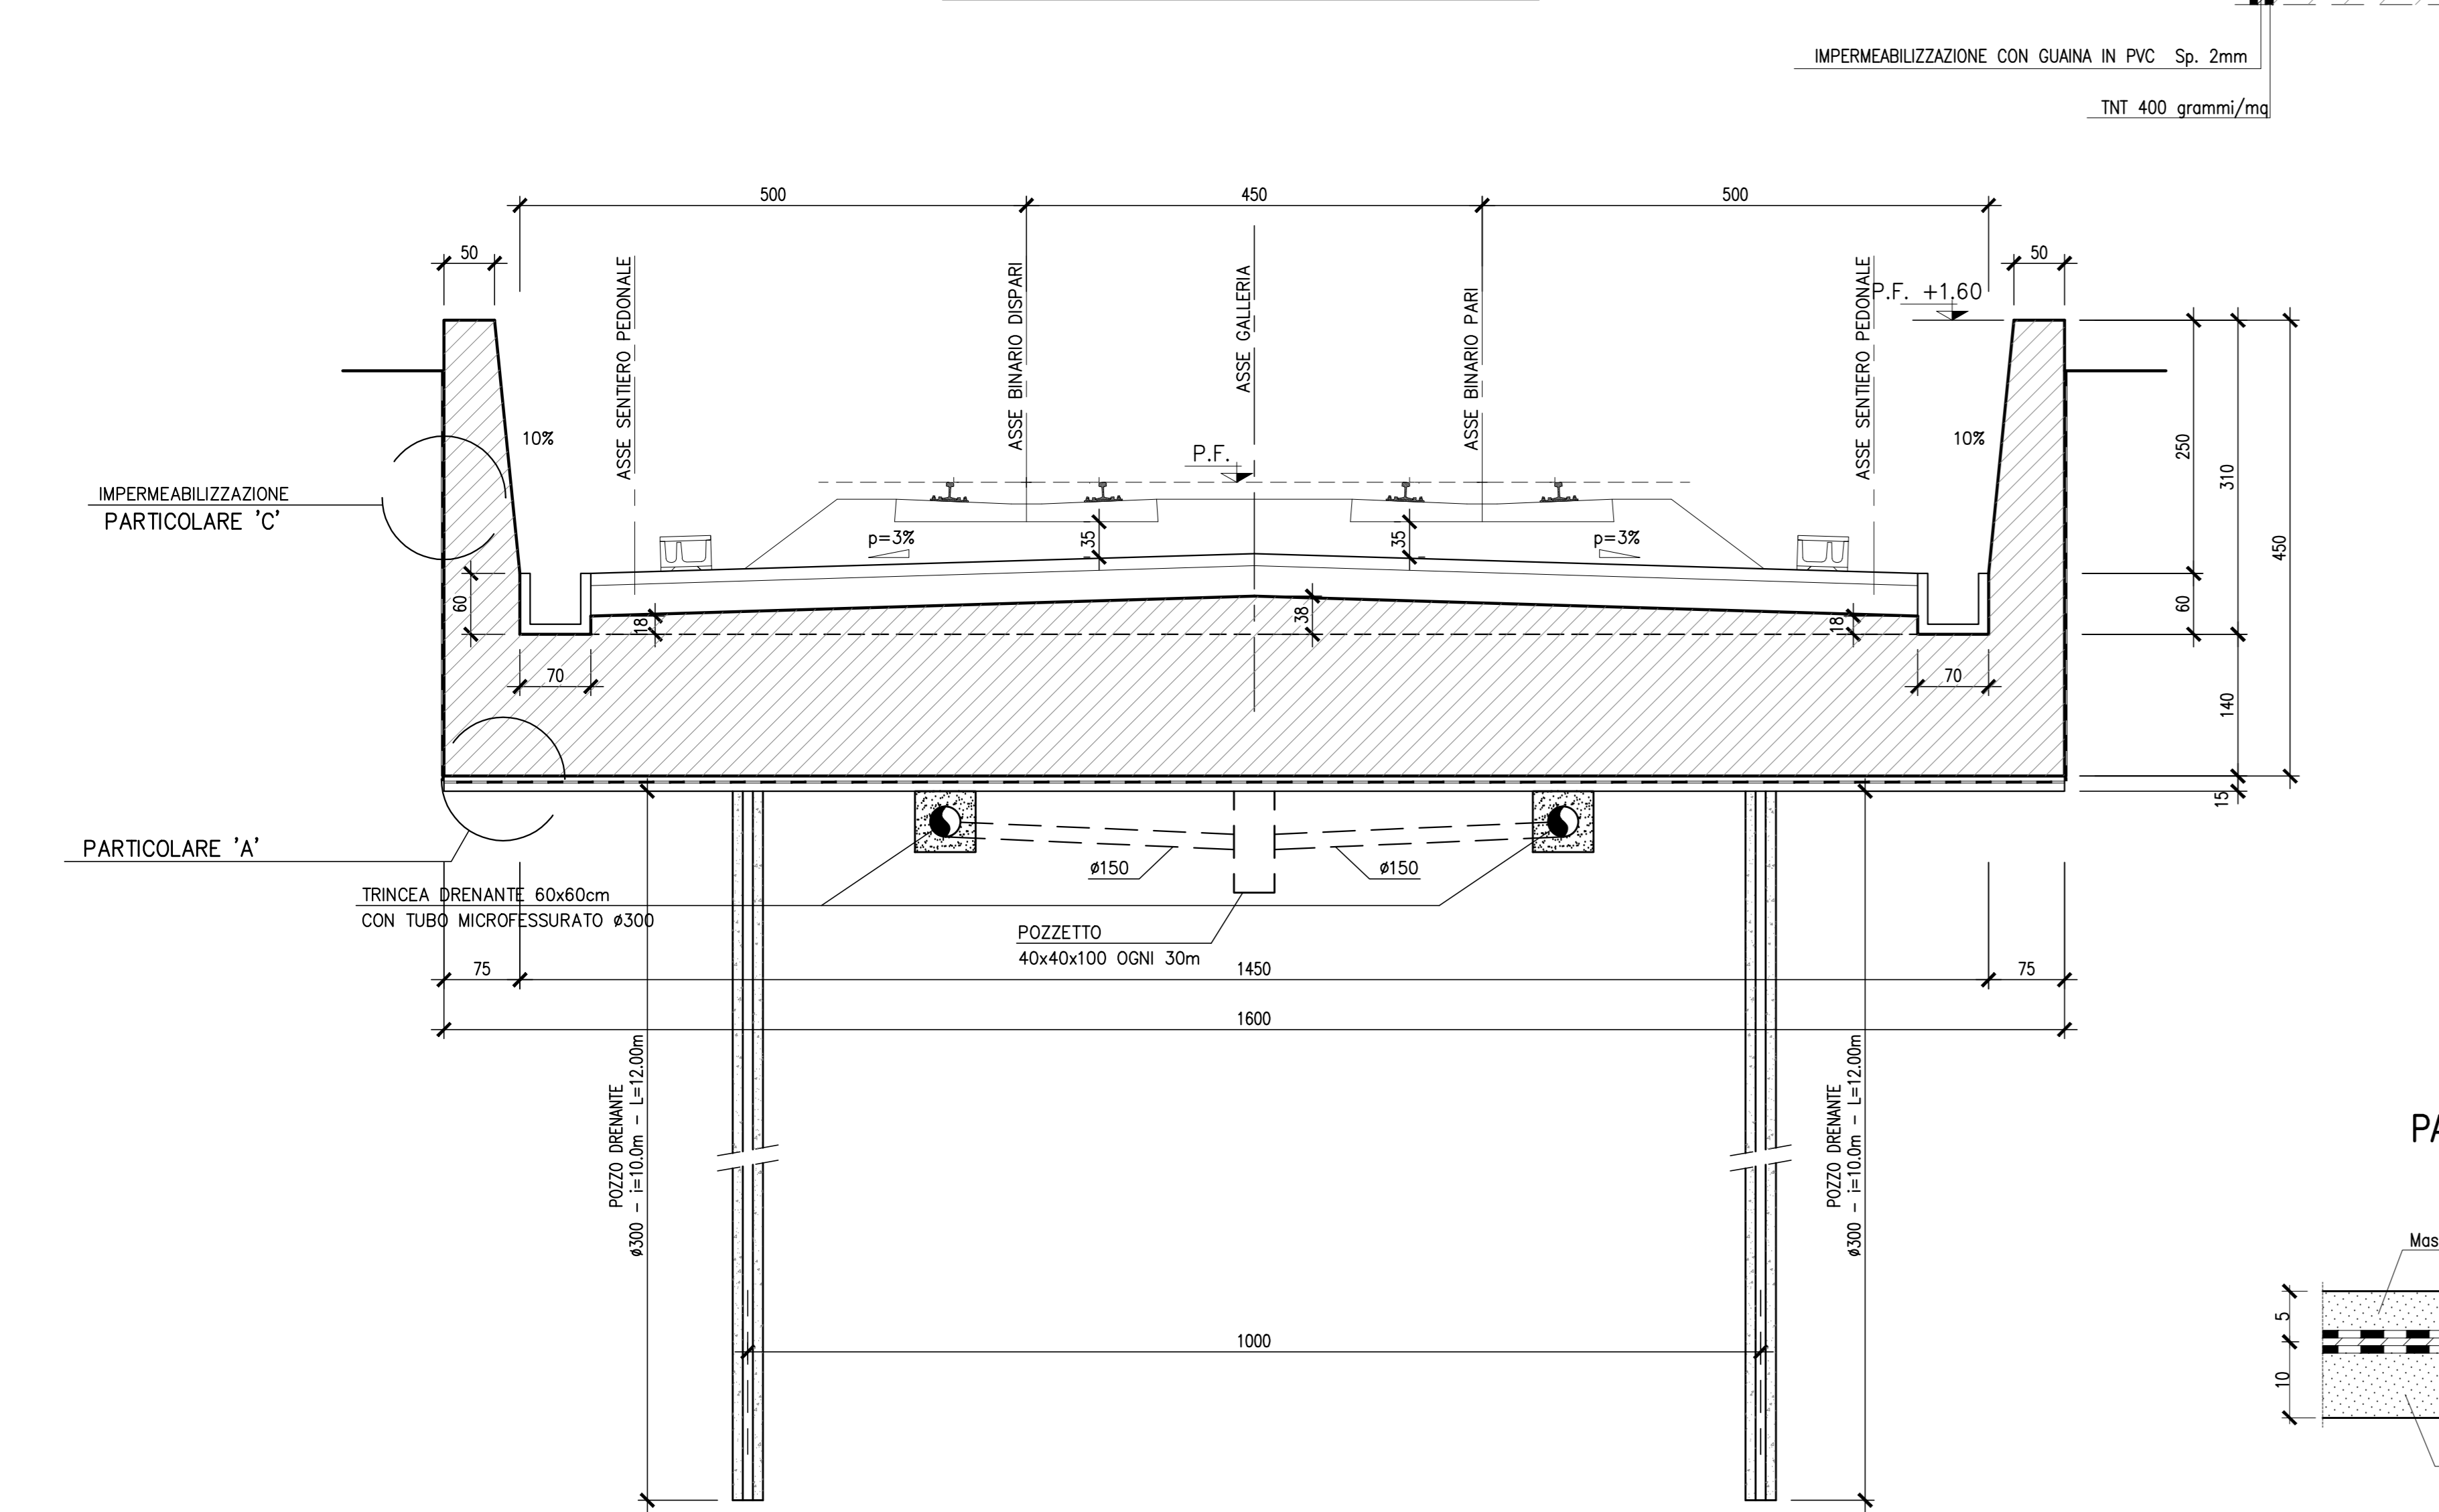 IMPERMEABILIZZAZIONE CON GUAINA IN PVC Sp. 2mm
TNT 400 grammi/mq
500
450
500
50
50
ASSE SENTIERO PEDONALE
ASSE BINARIO DISPARI
ASSE GALLERIA
ASSE BINARIO PARI
ASSE SENTIERO PEDONALE
P.F. +1.60
10%
10%
P.F.
250
310
450
IMPERMEABILIZZAZIONE
PARTICOLARE 'C'
p=3%
35
35
p=3%
60
18
38
18
60
70
70
140
15
PARTICOLARE 'A'
ø150
ø150
TRINCEA DRENANTE 60x60cm
CON TUBO MICROFESSURATO ø300
POZZETTO
40x40x100 OGNI 30m
75
1450
75
1600
POZZO DRENANTE
ø300 - i=10.0m - L=12.00m
POZZO DRENANTE
ø300 - i=10.0m - L=12.00m
1000
PA
Mas
5
10